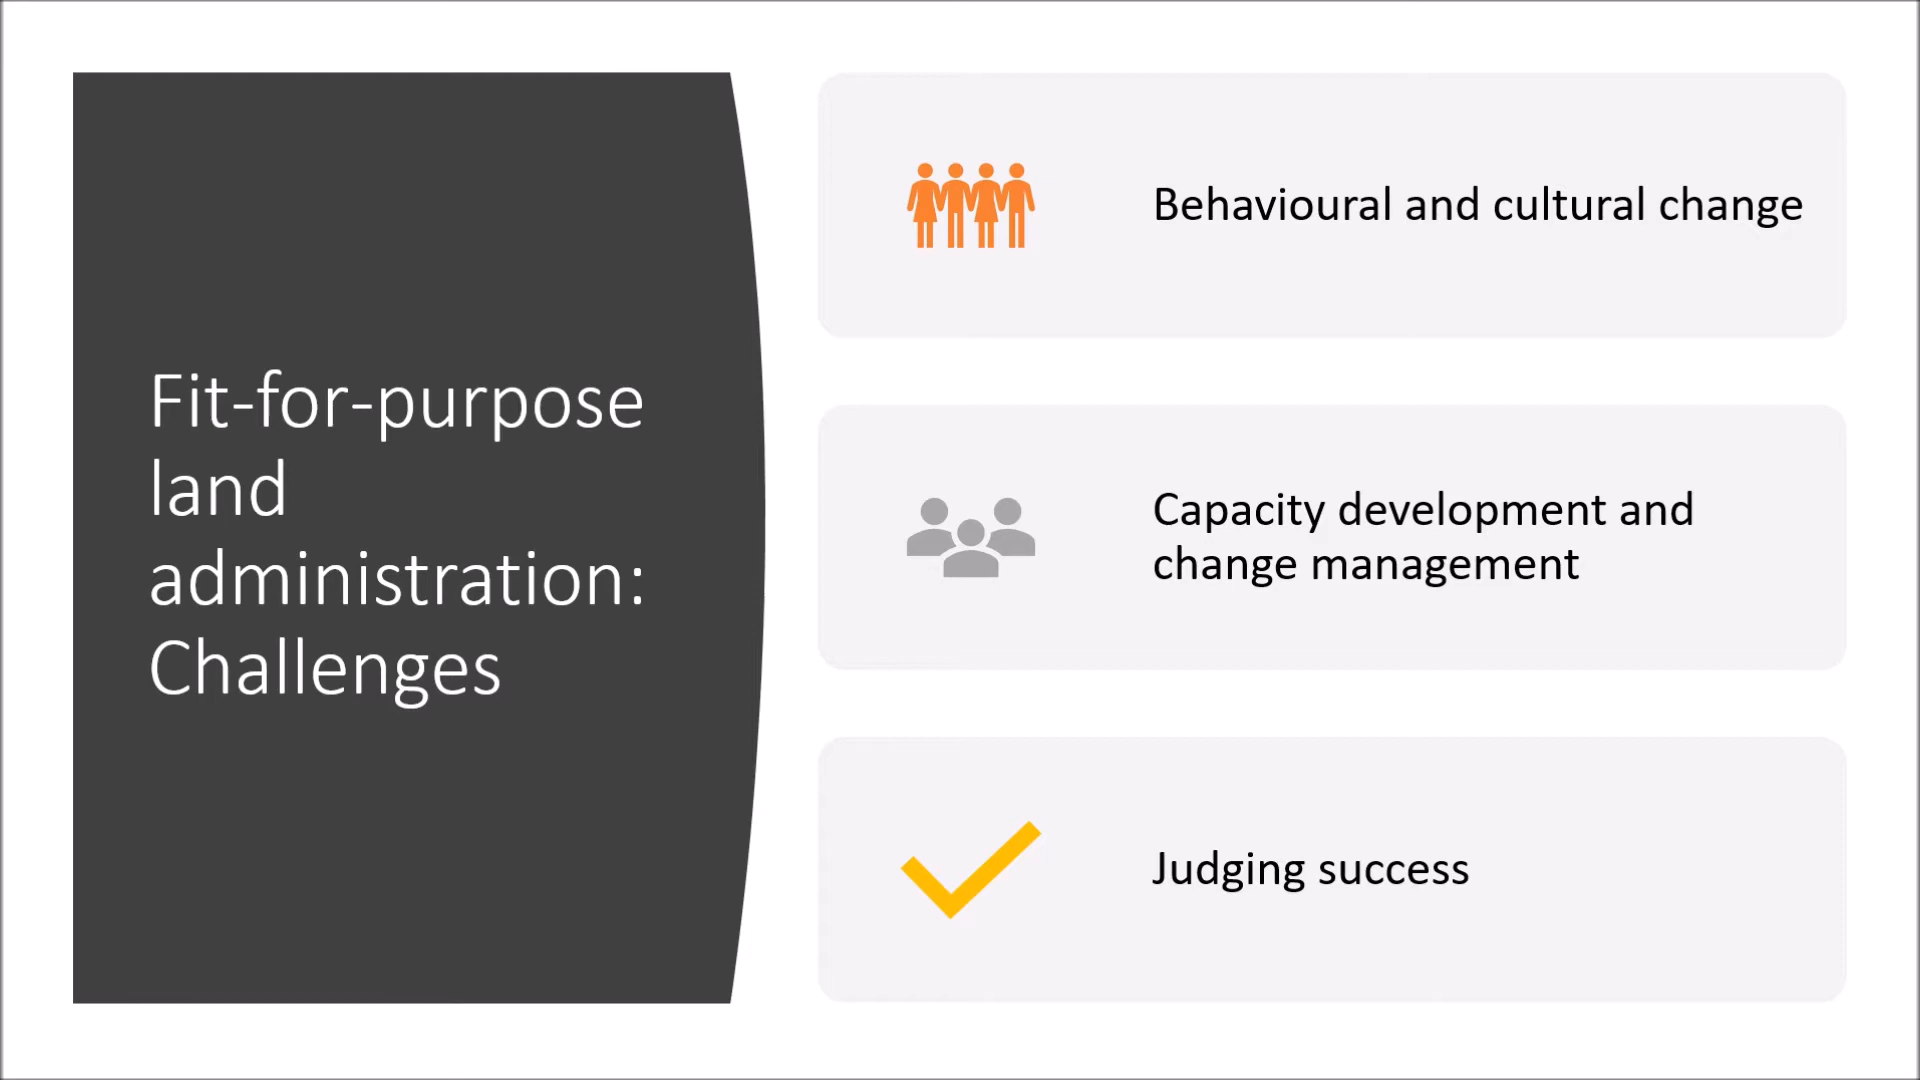 Fit-for-purpose
land
administration:
Challenges
Behavioural and cultural change
Capacity development and
change management
Judging success